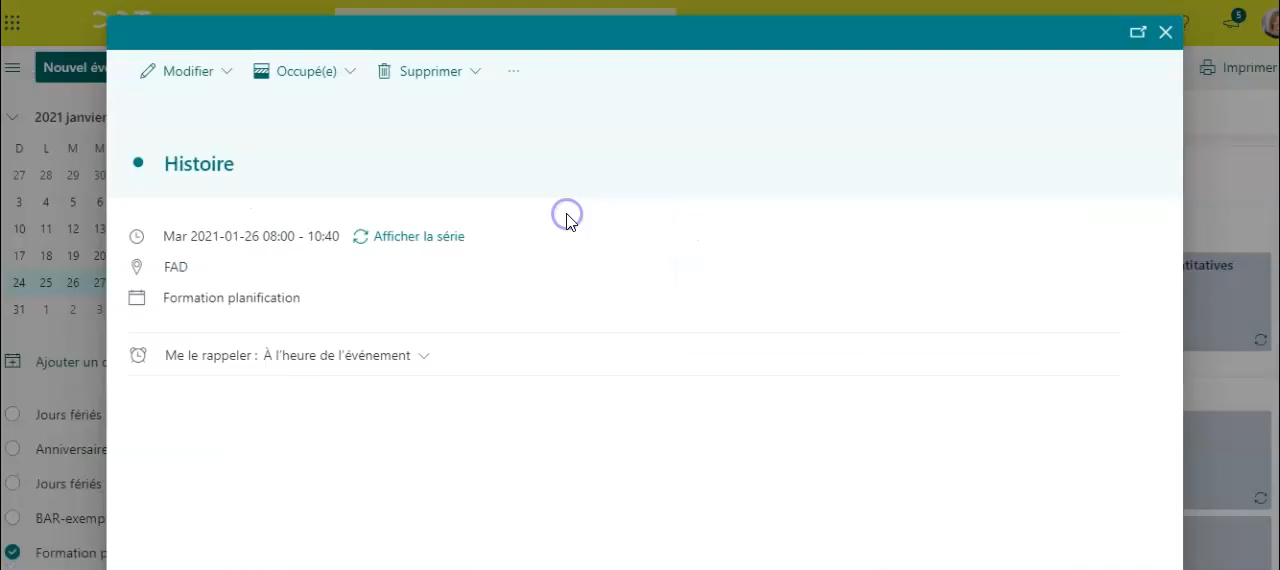 5
Nouvel évé
Imprimer
Modifier
Occupé(e)
Supprimer
...
2021 janvier
D L M M
27 28 29 30
3 4 5 6
10 11 12 13
17 18 19 20
24 25 26 27
31 1 2 3
Histoire
Mar 2021-01-26 08:00 - 10:40 Afficher la série
FAD
Formation planification
Me le rappeler : À l'heure de l'événement
titatives
Ajouter un c
Jours fériés
Anniversaire
Jours fériés
BAR-exemp
Formation p